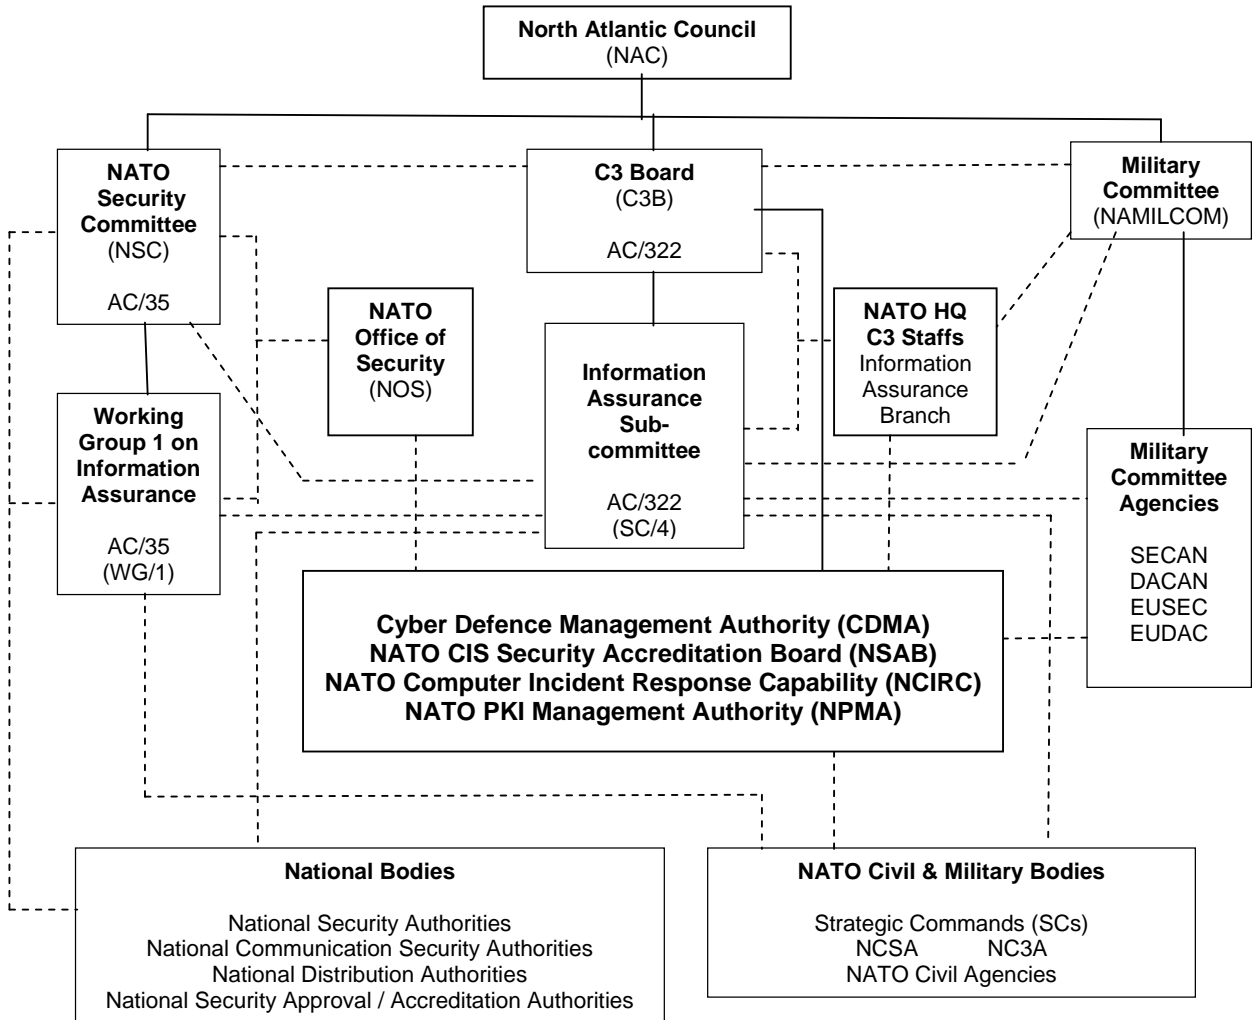 North Atlantic Council
(NAC)
NATO
Security
Committee
(NSC)
AC/35
C3 Board
(C3B)
AC/322
Military
Committee
(NAMILCOM)
NATO
Office of
Security
(NOS)
Information
Assurance
Sub-
committee
AC/322
(SC/4)
NATO HQ
C3 Staffs
Information
Assurance
Branch
Working
Group 1 on
Information
Assurance
AC/35
(WG/1)
Military
Committee
Agencies
SECAN
DACAN
EUSEC
EUDAC
Cyber Defence Management Authority (CDMA)
NATO CIS Security Accreditation Board (NSAB)
NATO Computer Incident Response Capability (NCIRC)
NATO PKI Management Authority (NPMA)
National Bodies
National Security Authorities
National Communication Security Authorities
National Distribution Authorities
National Security Approval / Accreditation Authorities
NATO Civil & Military Bodies
Strategic Commands (SCs)
NCSA NC3A
NATO Civil Agencies